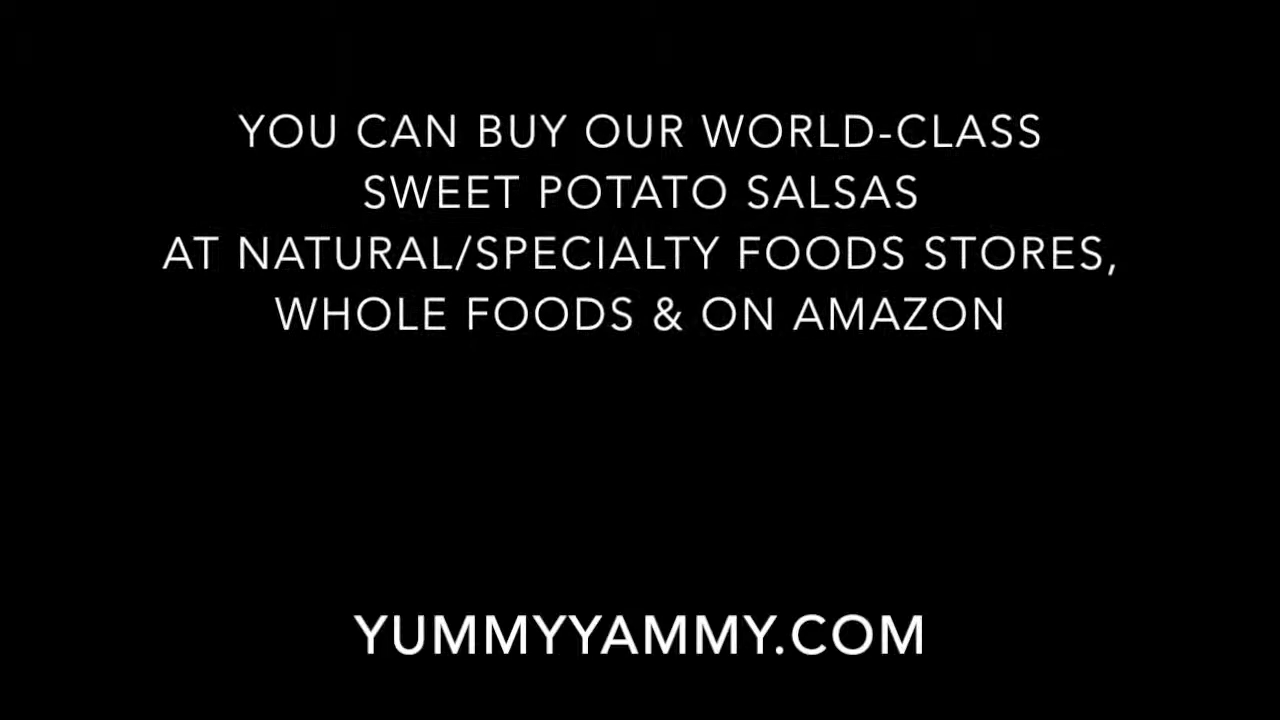 YOU CAN BUY OUR WORLD-CLASS
SWEET POTATO SALSAS
AT NATURAL/SPECIALTY FOODS STORES,
WHOLE FOODS & ON AMAZON
YUMMYYAMMY.COM